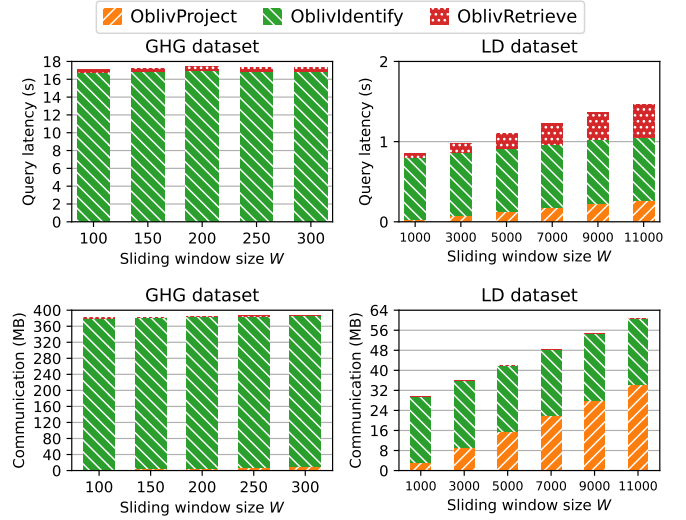 OblivProject OblivIdentify OblivRetrieve
GHG dataset
Query latency (s)
18
16
14
12
10
8
6
4
2
0
100 150 200 250 300
Sliding window size W
LD dataset
Query latency (s)
2
1
0
1000 3000 5000 7000 9000 11000
Sliding window size W
GHG dataset
Communication (MB)
400
360
320
280
240
200
160
120
80
40
0
100 150 200 250 300
Sliding window size W
LD dataset
Communication (MB)
64
56
48
40
32
24
16
8
0
1000 3000 5000 7000 9000 11000
Sliding window size W